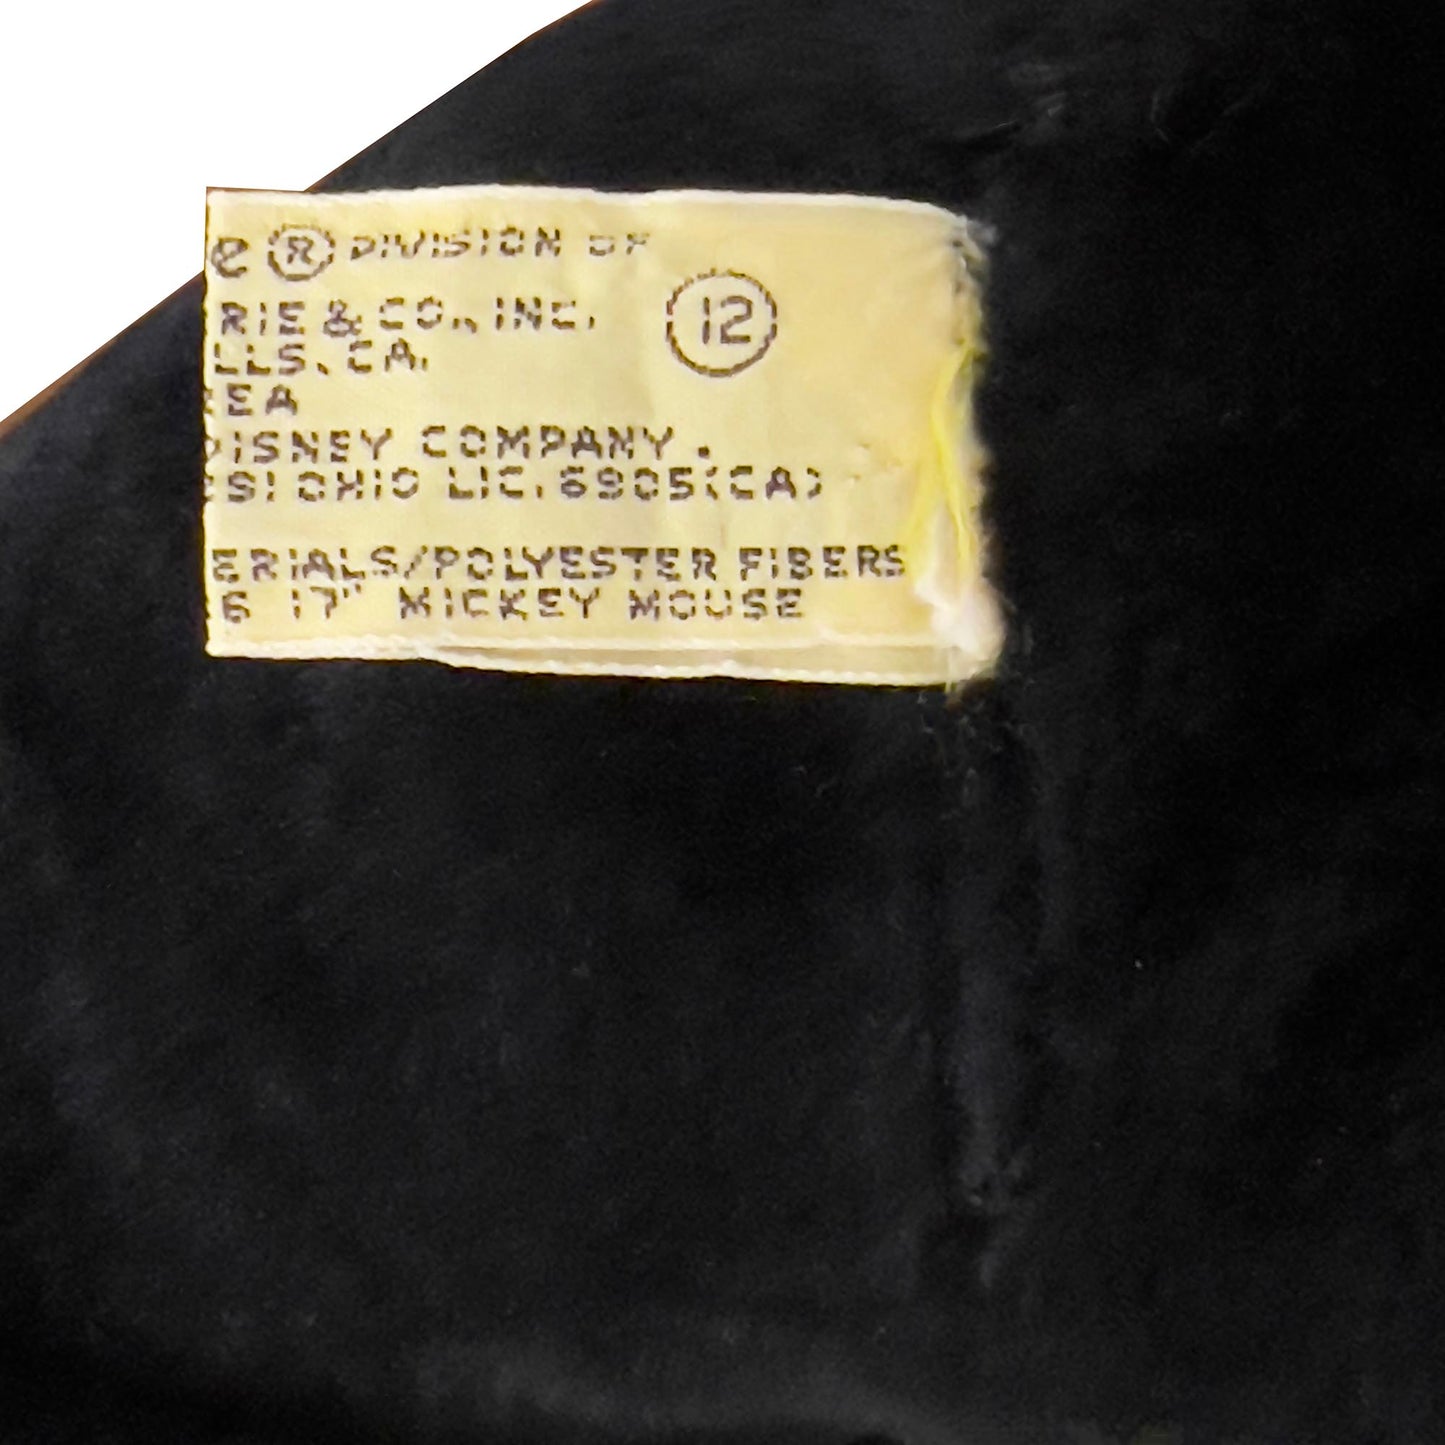 e ® DIVISION OF
RIE & CO., INC. 12
LLS, CA.
EA
DISNEY COMPANY.
S! OHIO LIC. 6905(CA)
ERIALS/POLYESTER FIBERS
6 17" MICKEY MOUSE